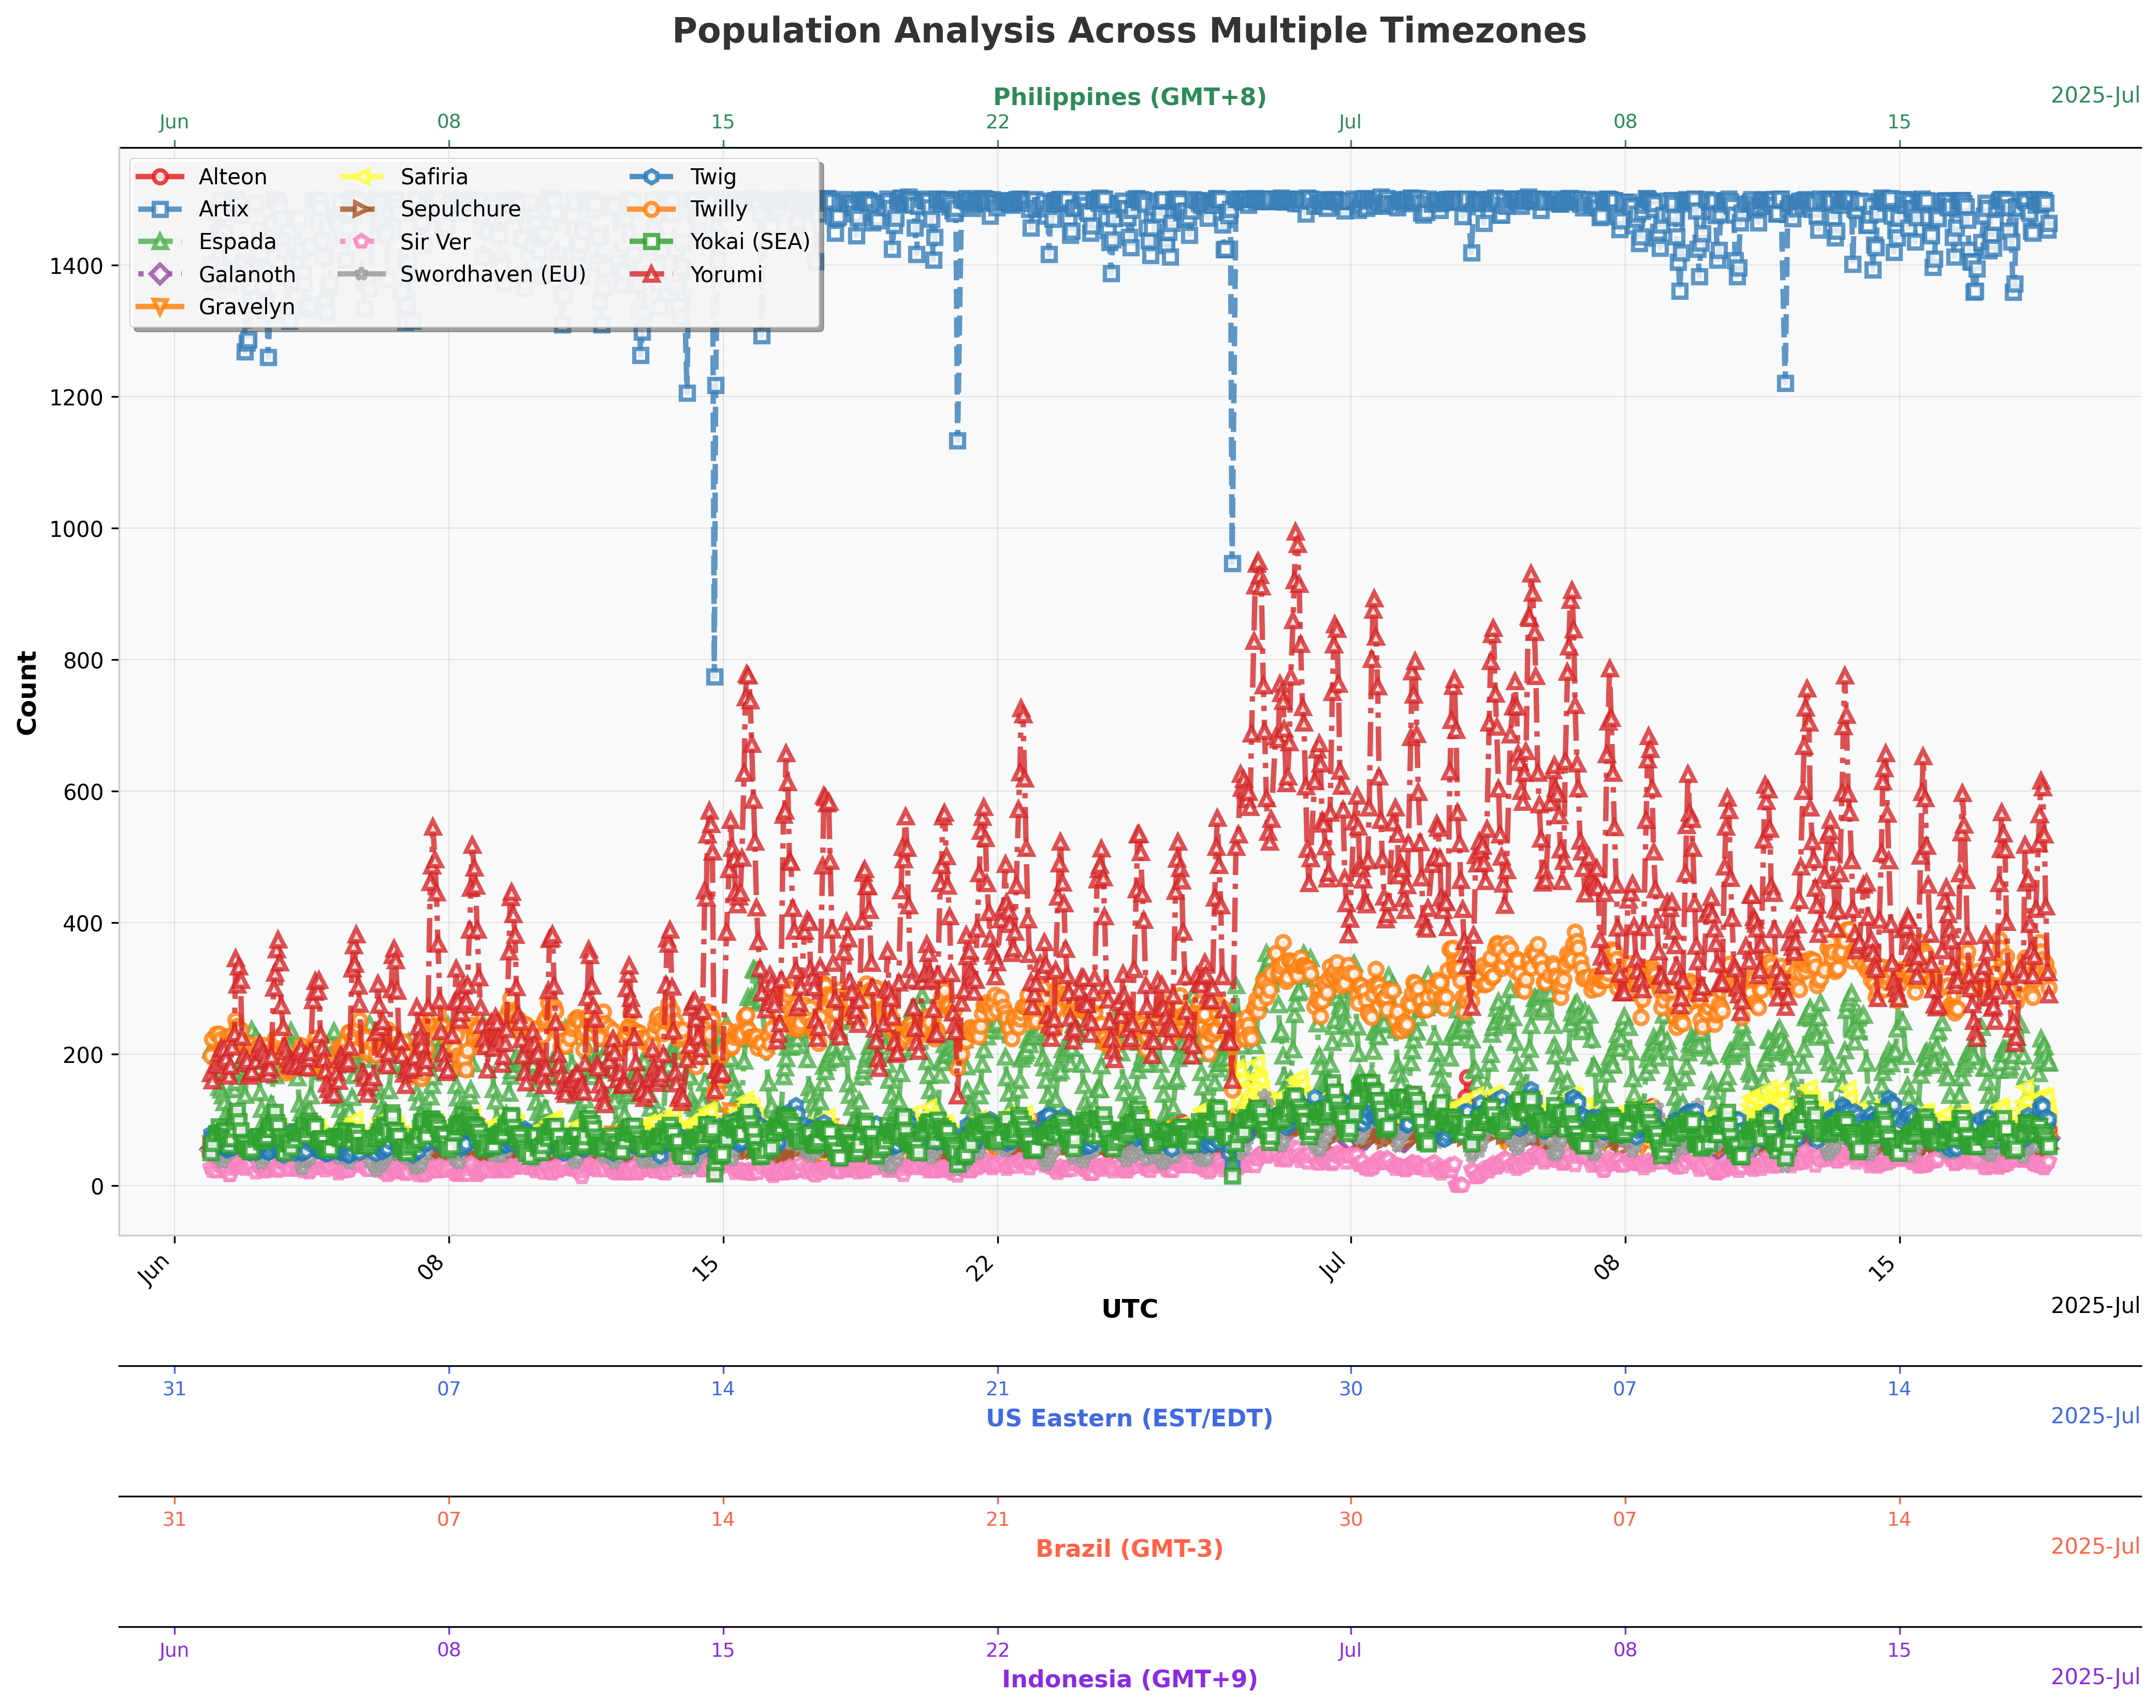 Population Analysis Across Multiple Timezones
Philippines (GMT+8)
2025-Jul
Jun 08 15 22 Jul 08 15
Alteon Safiria Twig
Artix Sepulchure Twilly
Espada Sir Ver Yokai (SEA)
Galanoth Swordhaven (EU) Yorumi
Gravelyn
Count
1400
1200
1000
800
600
400
200
0
Jun 08 15 22 Jul 08 15
UTC
2025-Jul
31 07 14 21 30 07 14
US Eastern (EST/EDT)
2025-Jul
31 07 14 21 30 07 14
Brazil (GMT-3)
2025-Jul
Jun 08 15 22 Jul 08 15
Indonesia (GMT+9)
2025-Jul